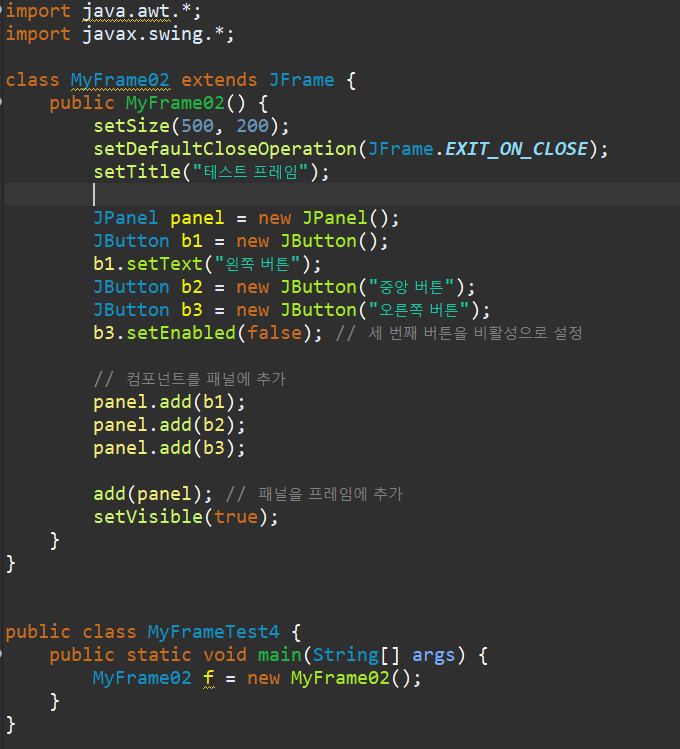 import java.awt.*;
import javax.swing.*;

class MyFrame02 extends JFrame {
    public MyFrame02() {
        setSize(500, 200);
        setDefaultCloseOperation(JFrame.EXIT_ON_CLOSE);
        setTitle("테스트 프레임");

        JPanel panel = new JPanel();
        JButton b1 = new JButton();
        b1.setText("왼쪽 버튼");
        JButton b2 = new JButton("중앙 버튼");
        JButton b3 = new JButton("오른쪽 버튼");
        b3.setEnabled(false); // 세 번째 버튼을 비활성으로 설정

        // 컴포넌트를 패널에 추가
        panel.add(b1);
        panel.add(b2);
        panel.add(b3);

        add(panel); // 패널을 프레임에 추가
        setVisible(true);
    }
}


public class MyFrameTest4 {
    public static void main(String[] args) {
        MyFrame02 f = new MyFrame02();
    }
}